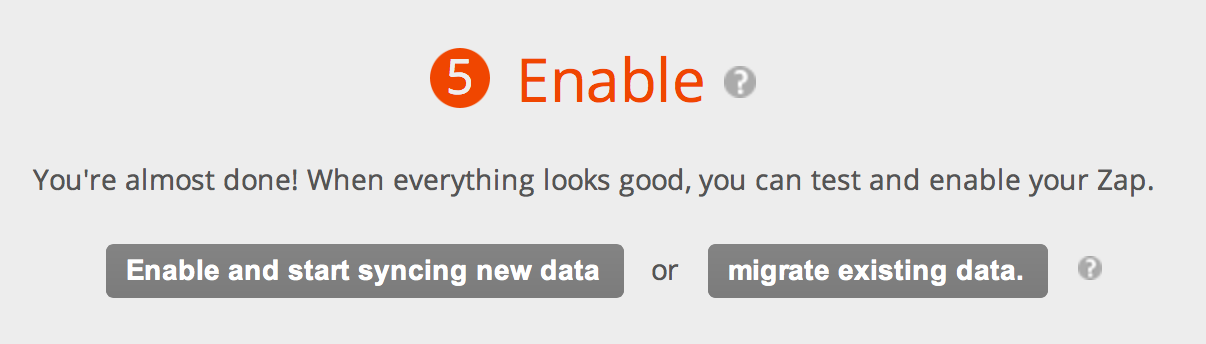 5 Enable ?
You're almost done! When everything looks good, you can test and enable your Zap.
Enable and start syncing new data or migrate existing data. ?